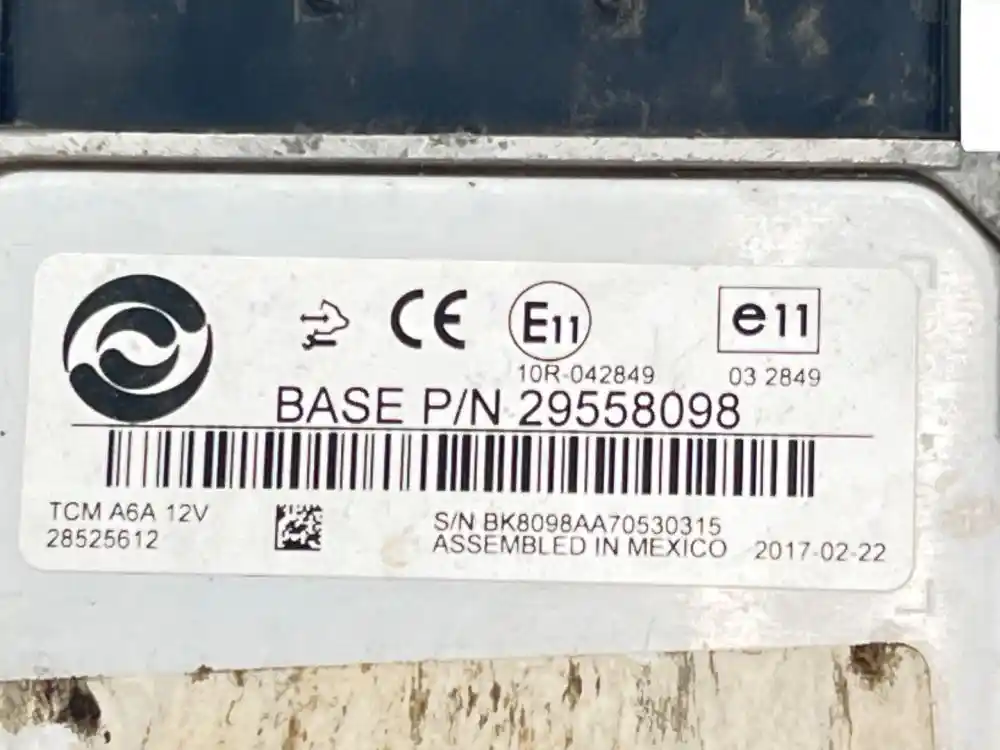 CE E11 e11
10R-042849 03 2849
BASE P/N 29558098
TCM A6A 12V
28525612
S/N BK8098AA70530315
ASSEMBLED IN MEXICO 2017-02-22